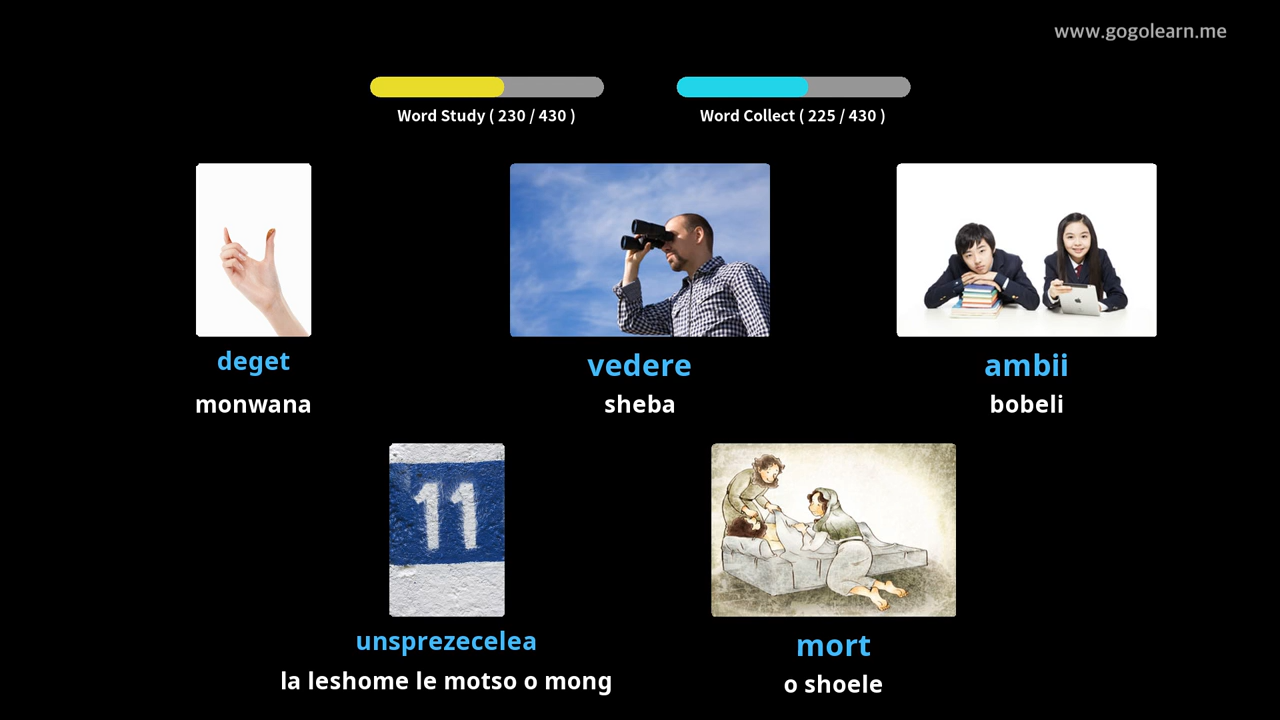 www.gogolearn.me
Word Study ( 230 / 430 )
Word Collect ( 225 / 430 )
deget
monwana
vedere
sheba
ambii
bobeli
11
unsprezecelea
la leshome le motso o mong
mort
o shoele